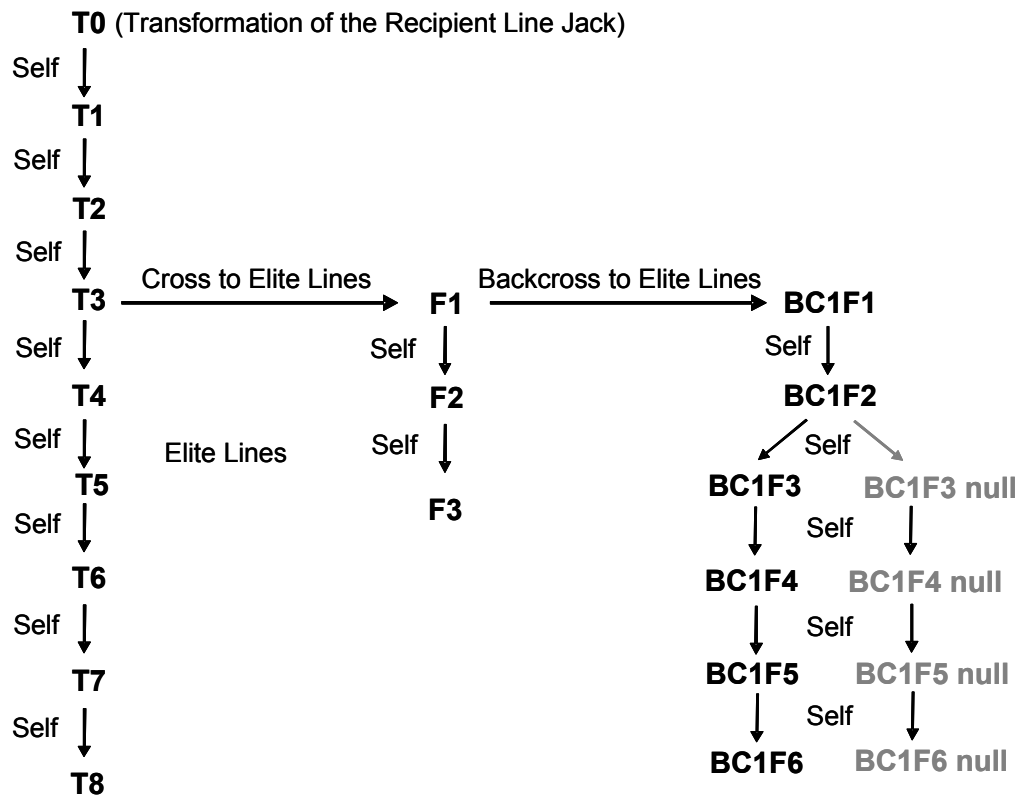 T0 (Transformation of the Recipient Line Jack)
Self
T1
Self
T2
Self
T3 Cross to Elite Lines F1 Backcross to Elite Lines BC1F1
Self Self Self
T4 F2 BC1F2
Self Elite Lines Self Self
T5 F3 BC1F3 BC1F3 null
Self Self
T6 BC1F4 BC1F4 null
Self Self
T7 BC1F5 BC1F5 null
Self Self
T8 BC1F6 BC1F6 null